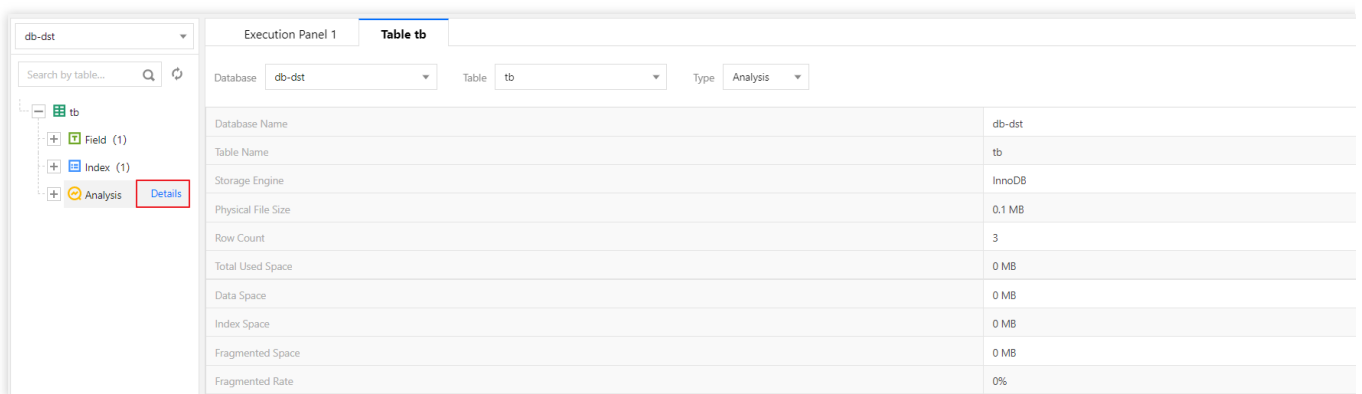 db-dst
Execution Panel 1 Table tb
Search by table...
Database db-dst Table tb Type Analysis
tb
Field (1)
Index (1)
Analysis Details
Database Name db-dst
Table Name tb
Storage Engine InnoDB
Physical File Size 0.1 MB
Row Count 3
Total Used Space 0 MB
Data Space 0 MB
Index Space 0 MB
Fragmented Space 0 MB
Fragmented Rate 0%